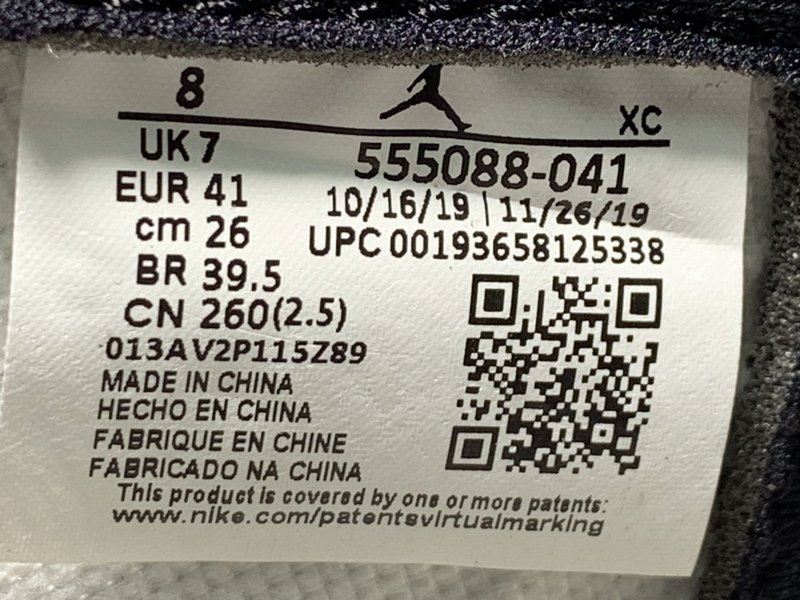 8
XC
UK 7
555088-041
EUR 41
10/16/19 | 11/26/19
cm 26
UPC 00193658125338
BR 39.5
CN 260(2.5)
013AV2P115Z89
MADE IN CHINA
HECHO EN CHINA
FABRIQUE EN CHINE
FABRICADO NA CHINA
This product is covered by one or more patents:
www.nike.com/patentsvirtualmarking